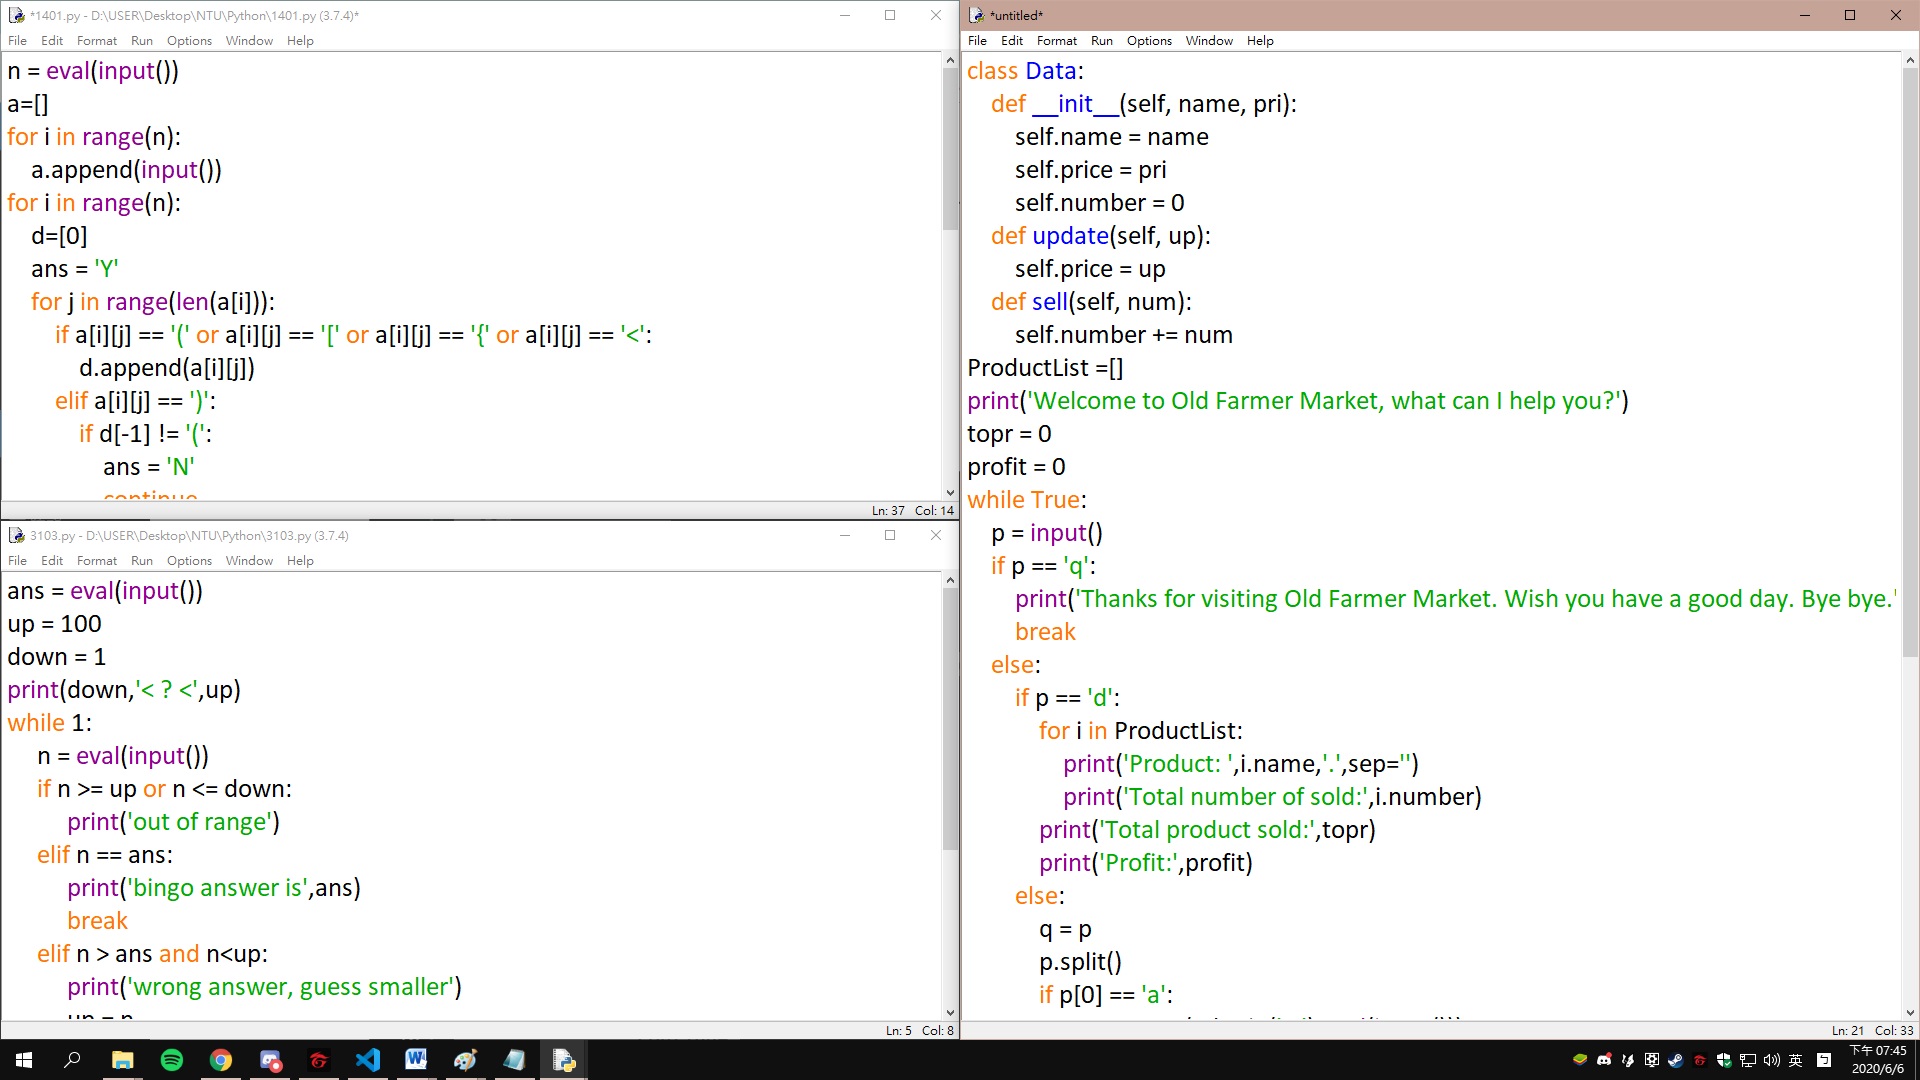 *1401.py - D:\USER\Desktop\NTU\Python\1401.py (3.7.4)*
File Edit Format Run Options Window Help
n = eval(input())
a=[]
for i in range(n):
    a.append(input())
for i in range(n):
    d=[0]
    ans = 'Y'
    for j in range(len(a[i])):
        if a[i][j] == '(' or a[i][j] == '[' or a[i][j] == '{' or a[i][j] == '<':
            d.append(a[i][j])
        elif a[i][j] == ')':
            if d[-1] != '(':
                ans = 'N'
                continue
Ln: 37 Col: 14
3103.py - D:\USER\Desktop\NTU\Python\3103.py (3.7.4)
File Edit Format Run Options Window Help
ans = eval(input())
up = 100
down = 1
print(down,'< ? <',up)
while 1:
    n = eval(input())
    if n >= up or n <= down:
        print('out of range')
    elif n == ans:
        print('bingo answer is',ans)
        break
    elif n > ans and n<up:
        print('wrong answer, guess smaller')
        up = n
Ln: 5 Col: 8
*untitled*
File Edit Format Run Options Window Help
class Data:
    def __init__(self, name, pri):
        self.name = name
        self.price = pri
        self.number = 0
    def update(self, up):
        self.price = up
    def sell(self, num):
        self.number += num
ProductList =[]
print('Welcome to Old Farmer Market, what can I help you?')
topr = 0
profit = 0
while True:
    p = input()
    if p == 'q':
        print('Thanks for visiting Old Farmer Market. Wish you have a good day. Bye bye.'
        break
    else:
        if p == 'd':
            for i in ProductList:
                print('Product: ',i.name,'.',sep='')
                print('Total number of sold:',i.number)
            print('Total product sold:',topr)
            print('Profit:',profit)
        else:
            q = p
            p.split()
            if p[0] == 'a':
Ln: 21 Col: 33
英
下午 07:45
2020/6/6